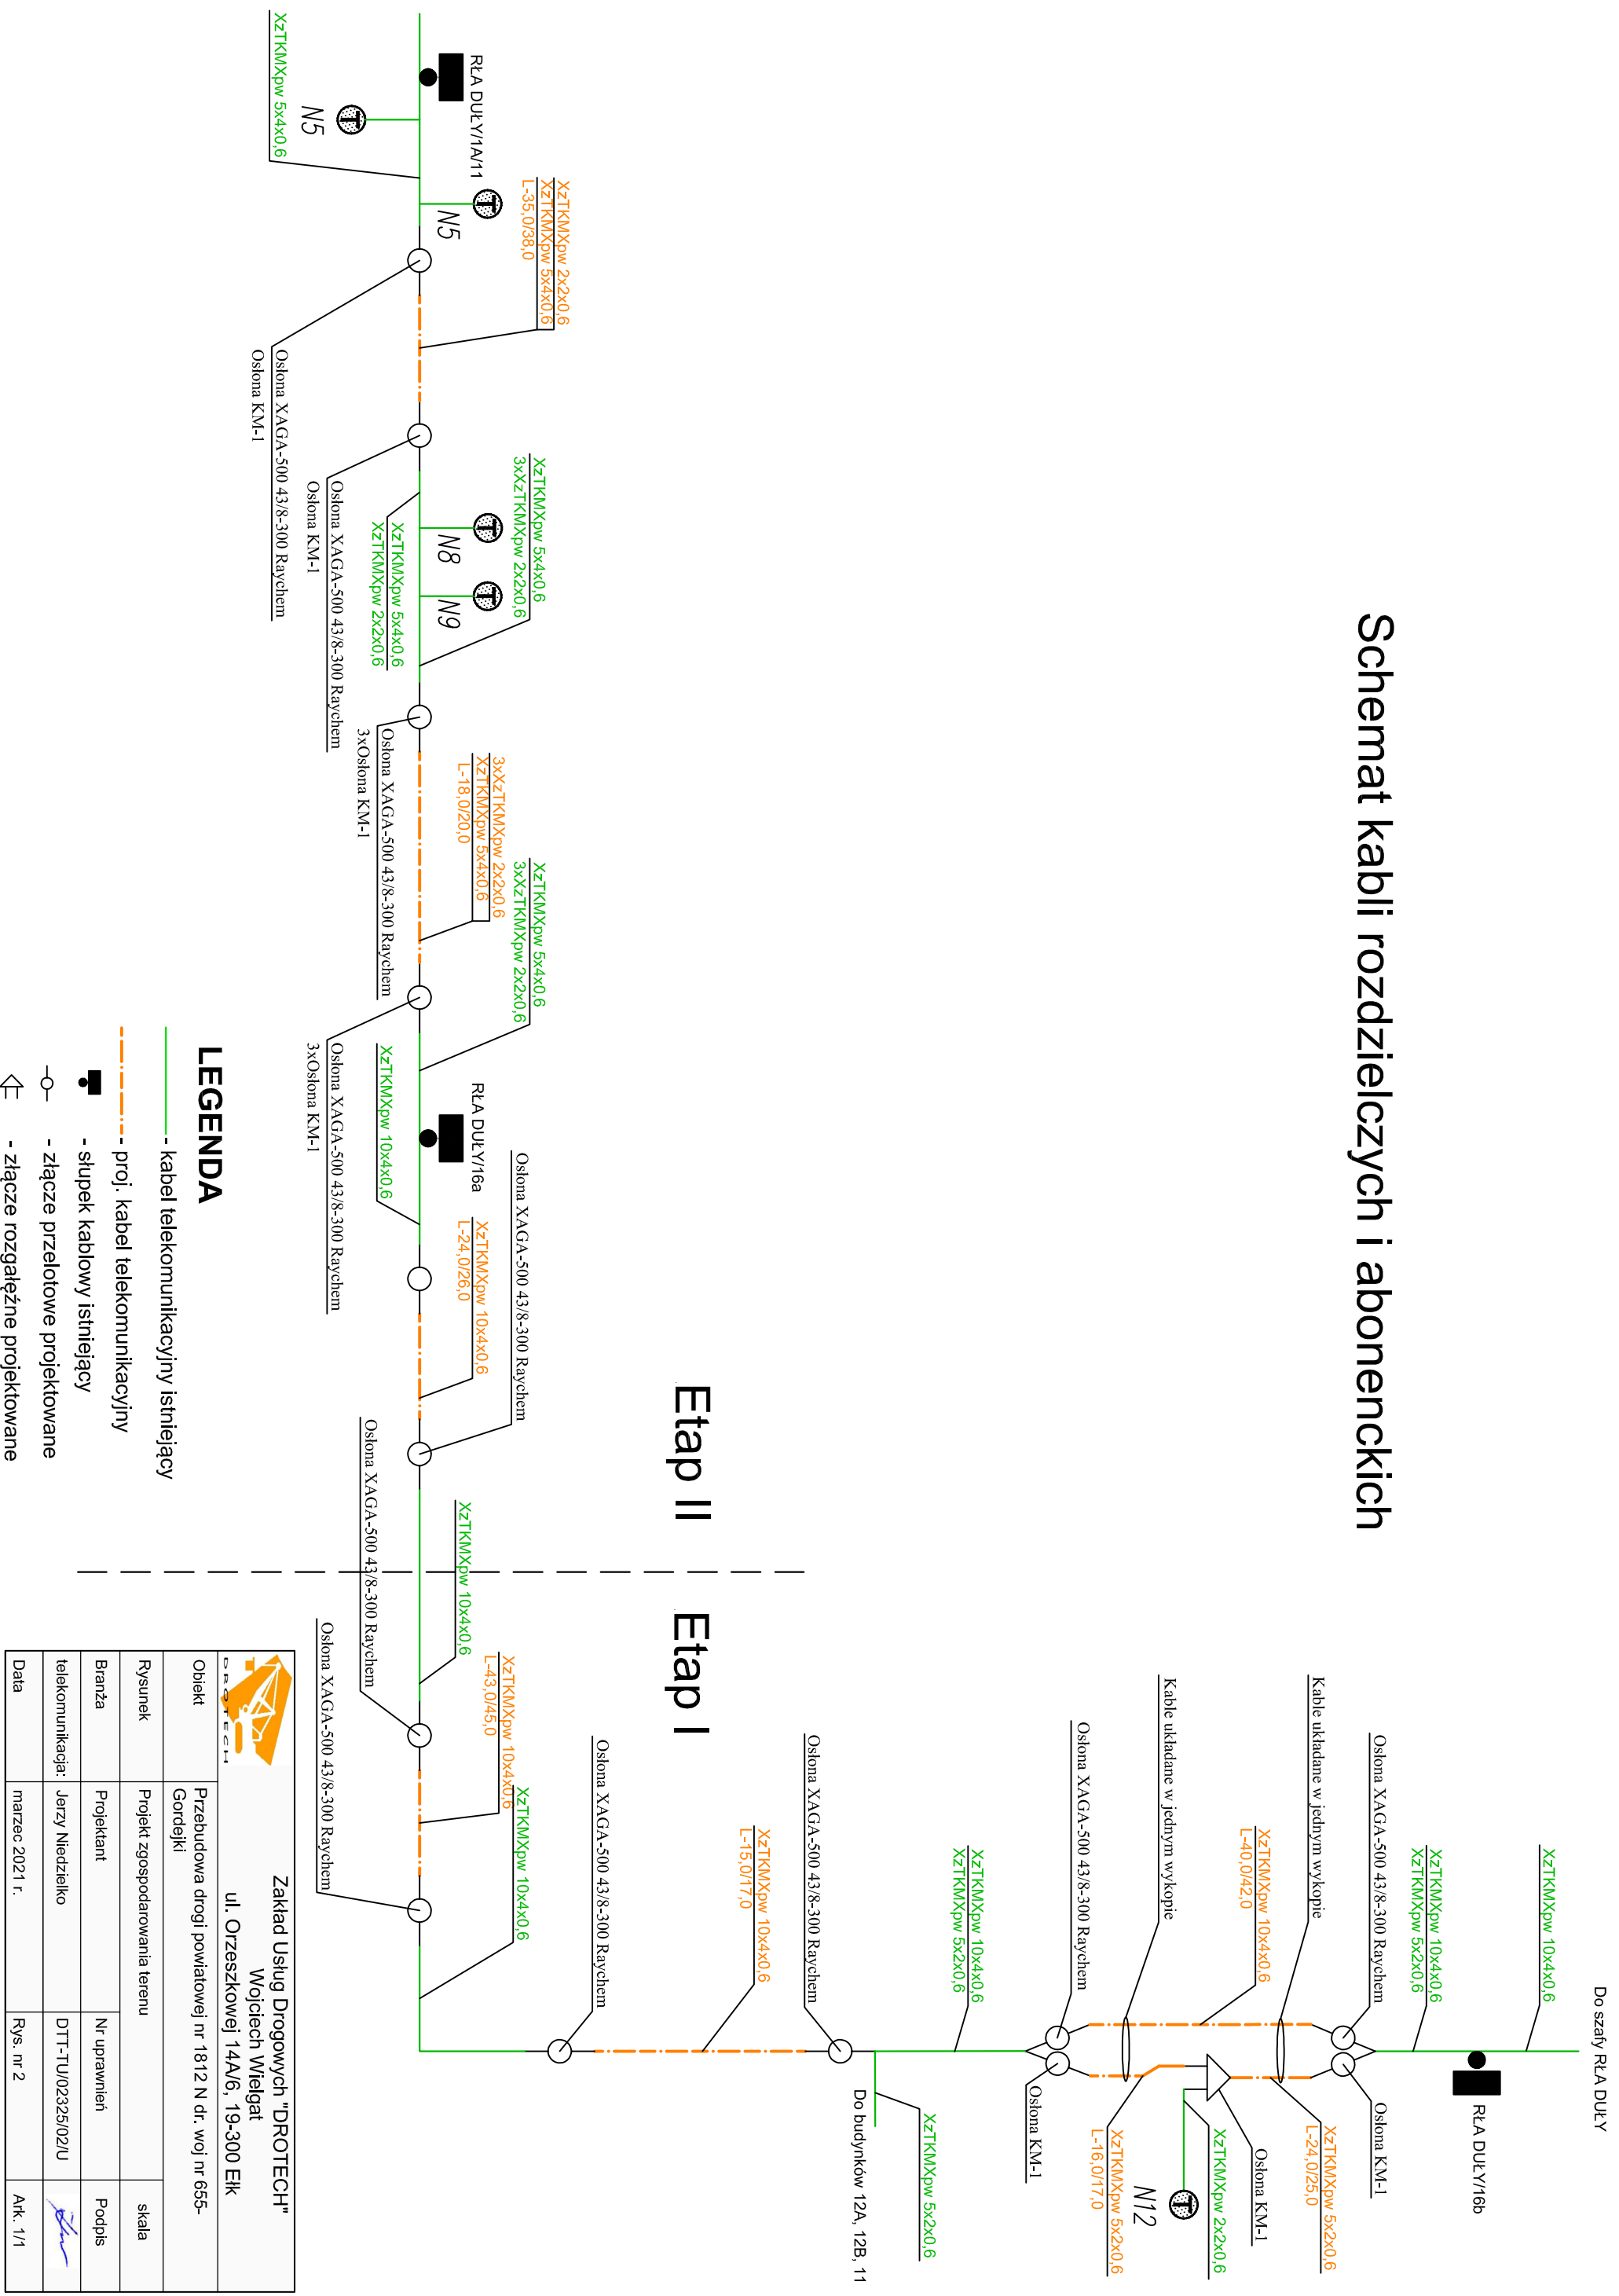 Schemat kabli rozdzielczych i abonenckich
Do szafy RŁA DUŁY
XzTKMXpw 10x4x0,6
RŁA DUŁY/16b
XzTKMXpw 10x4x0,6
XzTKMXpw 5x2x0,6
Osłona XAGA-500 43/8-300 Raychem
Osłona KM-1
Kable układane w jednym wykopie
XzTKMXpw 5x2x0,6
L-24,0/25,0
XzTKMXpw 10x4x0,6
L-40,0/42,0
Osłona KM-1
XzTKMXpw 2x2x0,6
N12
Kable układane w jednym wykopie
XzTKMXpw 5x2x0,6
L-16,0/17,0
Osłona XAGA-500 43/8-300 Raychem
Osłona KM-1
XzTKMXpw 10x4x0,6
XzTKMXpw 5x2x0,6
XzTKMXpw 5x2x0,6
Do budynków 12A, 12B, 11
Osłona XAGA-500 43/8-300 Raychem
XzTKMXpw 10x4x0,6
L-15,0/17,0
Osłona XAGA-500 43/8-300 Raychem
Etap II
Etap I
RŁA DUŁY/1A/11
N5
XzTKMXpw 5x4x0,6
N5
XzTKMXpw 2x2x0,6
XzTKMXpw 5x4x0,6
L-35,0/38,0
Osłona XAGA-500 43/8-300 Raychem
Osłona KM-1
Osłona XAGA-500 43/8-300 Raychem
Osłona KM-1
XzTKMXpw 5x4x0,6
XzTKMXpw 2x2x0,6
N8
N9
XzTKMXpw 5x4x0,6
3xXzTKMXpw 2x2x0,6
Osłona XAGA-500 43/8-300 Raychem
3xOsłona KM-1
3xXzTKMXpw 2x2x0,6
XzTKMXpw 5x4x0,6
L-18,0/20,0
XzTKMXpw 5x4x0,6
3xXzTKMXpw 2x2x0,6
Osłona XAGA-500 43/8-300 Raychem
3xOsłona KM-1
RŁA DUŁY/16a
XzTKMXpw 10x4x0,6
Osłona XAGA-500 43/8-300 Raychem
XzTKMXpw 10x4x0,6
L-24,0/26,0
Osłona XAGA-500 43/8-300 Raychem
XzTKMXpw 10x4x0,6
XzTKMXpw 10x4x0,6
L-43,0/45,0
XzTKMXpw 10x4x0,6
Osłona XAGA-500 43/8-300 Raychem
LEGENDA
- kabel telekomunikacyjny istniejący
- proj. kabel telekomunikacyjny
- słupek kablowy istniejący
- złącze przelotowe projektowane
- złącze rozgałęźne projektowane
DROTECH
Zakład Usług Drogowych "DROTECH"
Wojciech Wielgat
ul. Orzeszkowej 14A/6, 19-300 Ełk
Obiekt
Przebudowa drogi powiatowej nr 1812 N dr. woj nr 655-
Gordejki
Rysunek
Projekt zgospodarowania terenu
skala
Branża
Projektant
Nr uprawnień
Podpis
telekomunikacja:
Jerzy Niedzielko
DTT-TU/02325/02/U
Data
marzec 2021 r.
Rys. nr 2
Ark. 1/1